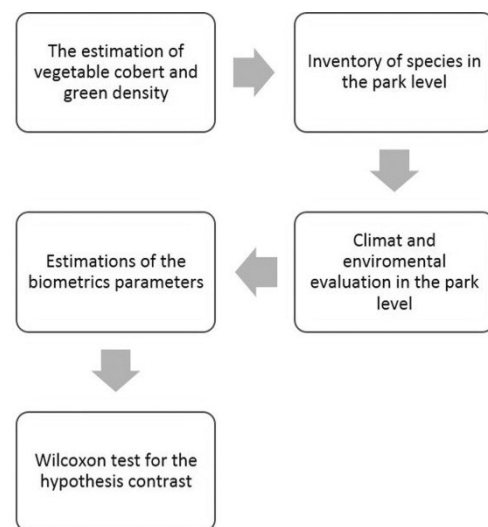 The estimation of
vegetable cobert and
green density
Inventory of species in
the park level
Climat and
enviromental
evaluation in the park
level
Estimations of the
biometrics parameters
Wilcoxon test for the
hypothesis contrast